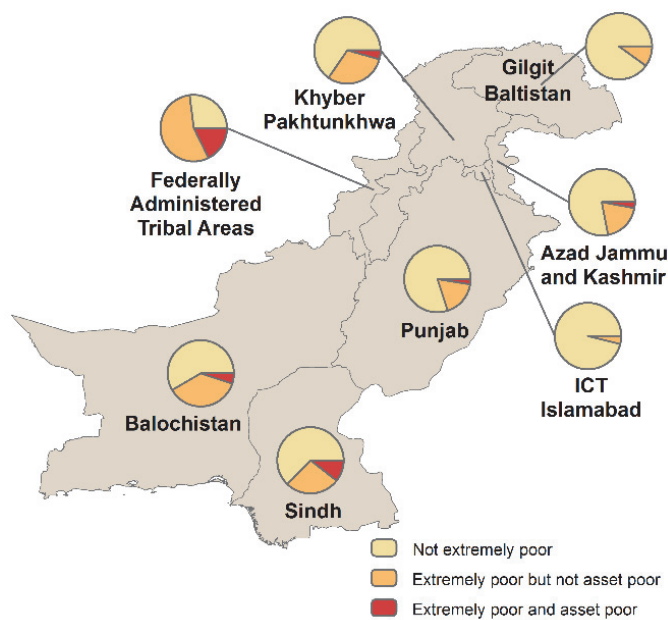 Gilgit
Baltistan
Khyber
Pakhtunkhwa
Federally
Administered
Tribal Areas
Azad Jammu
and Kashmir
Punjab
ICT
Islamabad
Balochistan
Sindh
Not extremely poor
Extremely poor but not asset poor
Extremely poor and asset poor